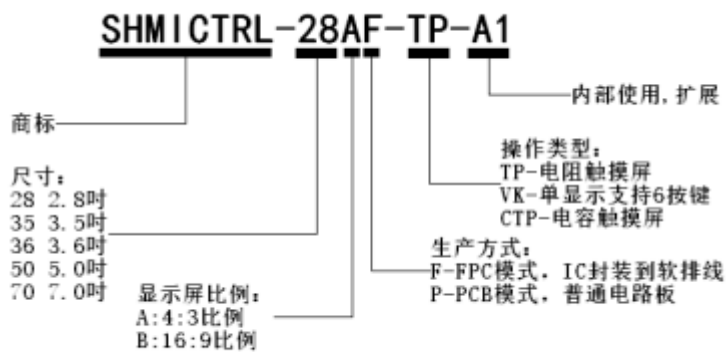 SHMICTRL-28AF-TP-A1
内部使用,扩展
商标
操作类型：
TP-电阻触摸屏
VK-单显示支持6按键
CTP-电容触摸屏
尺寸：
28 2.8吋
35 3.5吋
36 3.6吋
50 5.0吋
70 7.0吋
生产方式：
F-FPC模式．IC封装到软排线
P-PCB模式．普通电路板
显示屏比例：
A:4:3比例
B:16:9比例